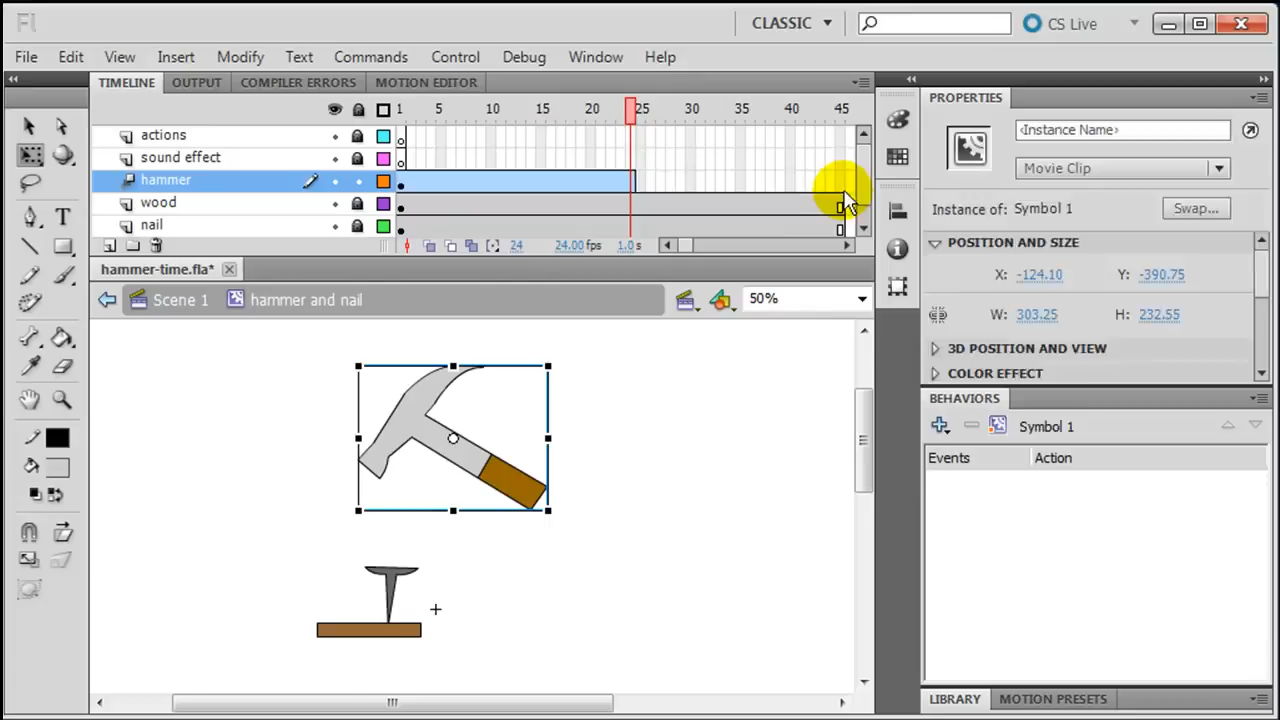 Fl CLASSIC CS Live
File Edit View Insert Modify Text Commands Control Debug Window Help
TIMELINE OUTPUT COMPILER ERRORS MOTION EDITOR
1 5 10 15 20 25 30 35 40 45
actions
sound effect
hammer
wood
nail
24 24.00 fps 1.0 s
hammer-time.fla*
Scene 1 hammer and nail 50%
PROPERTIES
<Instance Name>
Movie Clip
Instance of: Symbol 1 Swap...
POSITION AND SIZE
X: -124.10 Y: -390.75
W: 303.25 H: 232.55
3D POSITION AND VIEW
COLOR EFFECT
BEHAVIORS
Symbol 1
Events Action
LIBRARY MOTION PRESETS